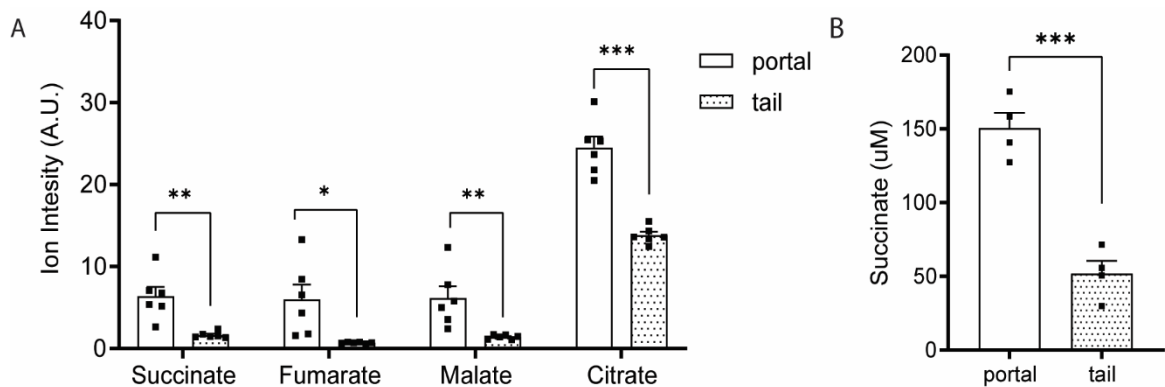 A
Ion Intesity (A.U.)
40
30
20
10
0
**
*
**
***
portal
tail
Succinate Fumarate Malate Citrate
B
Succinate (uM)
200
150
100
50
0
***
portal tail